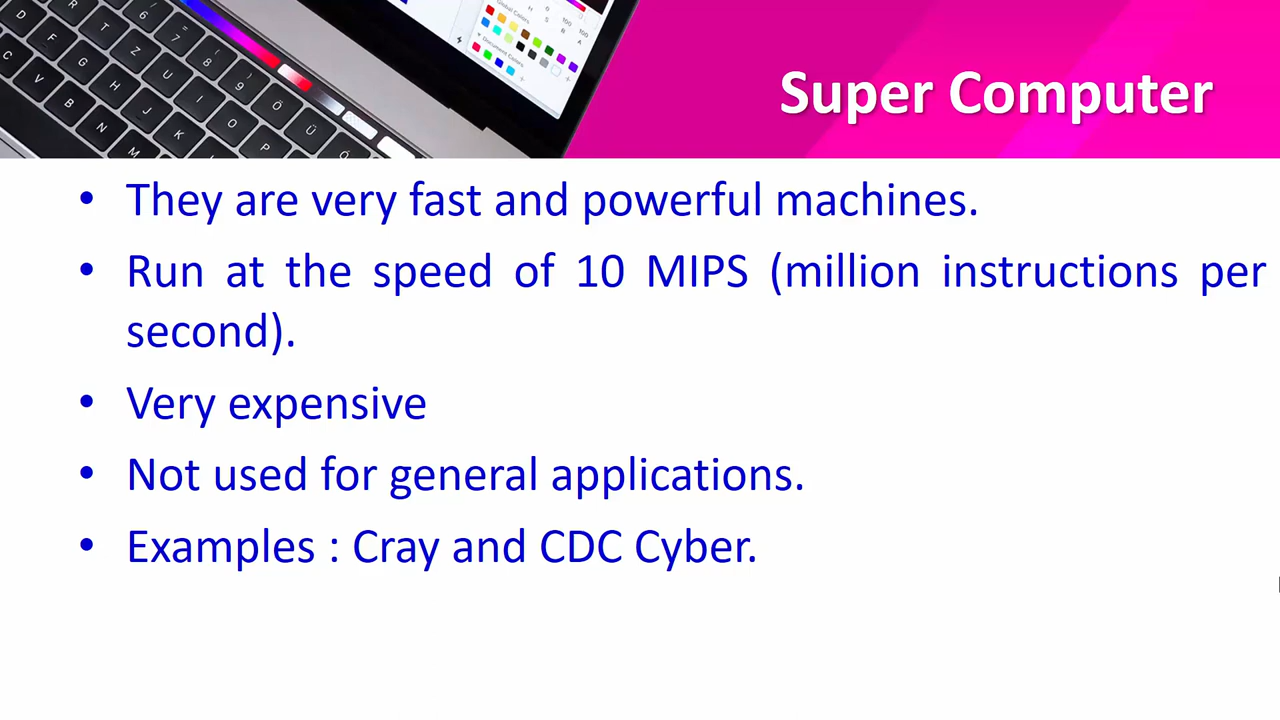 Super Computer
• They are very fast and powerful machines.
• Run at the speed of 10 MIPS (million instructions per
second).
• Very expensive
• Not used for general applications.
• Examples : Cray and CDC Cyber.